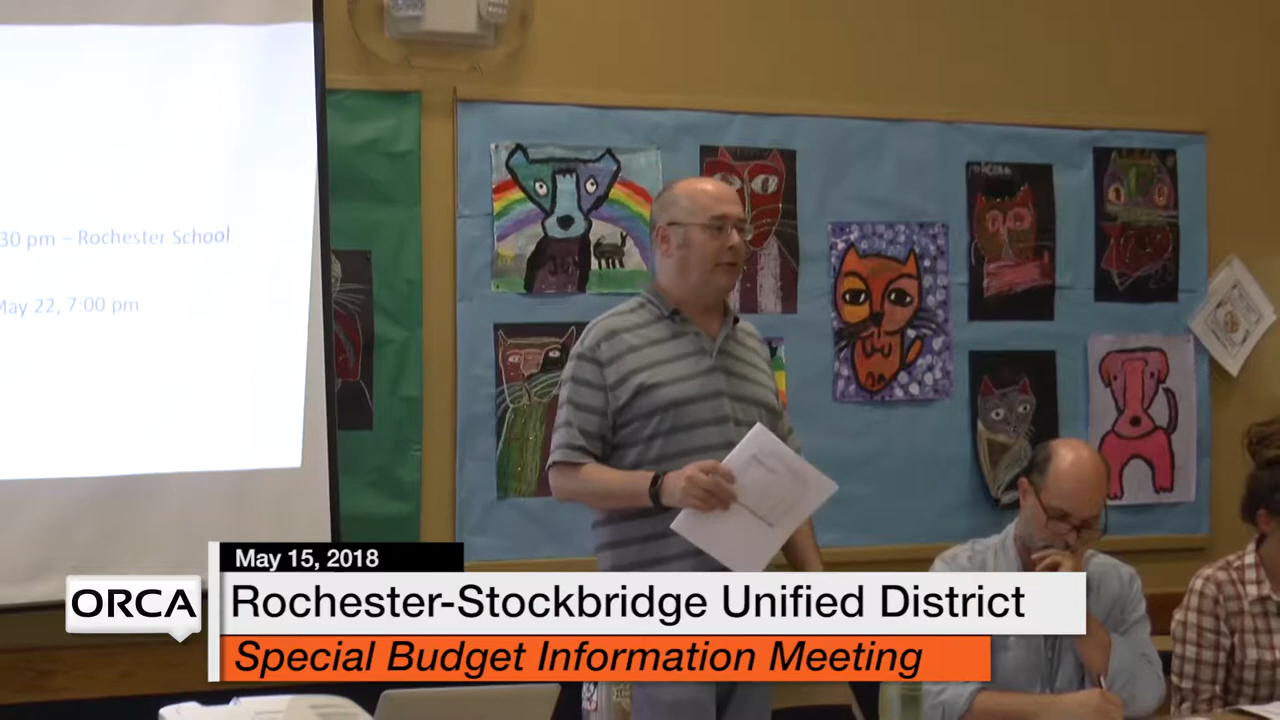 30 pm – Rochester School
May 22, 7:00 pm
May 15, 2018
ORCA
Rochester-Stockbridge Unified District
Special Budget Information Meeting